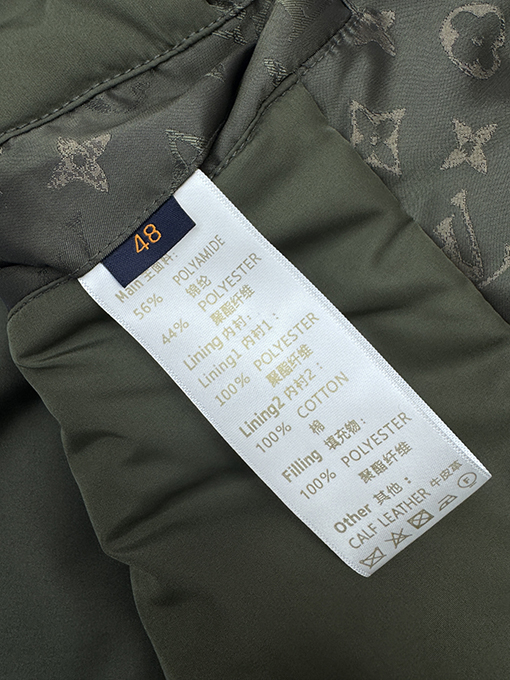 48
Main 主面料:
56% POLYAMIDE
锦纶
44% POLYESTER
聚酯纤维
Lining 内衬:
Lining1 内衬1:
100% POLYESTER
聚酯纤维
Lining2 内衬2:
100% COTTON
棉
Filling 填充物:
100% POLYESTER
聚酯纤维
Other 其他:
CALF LEATHER 牛皮革